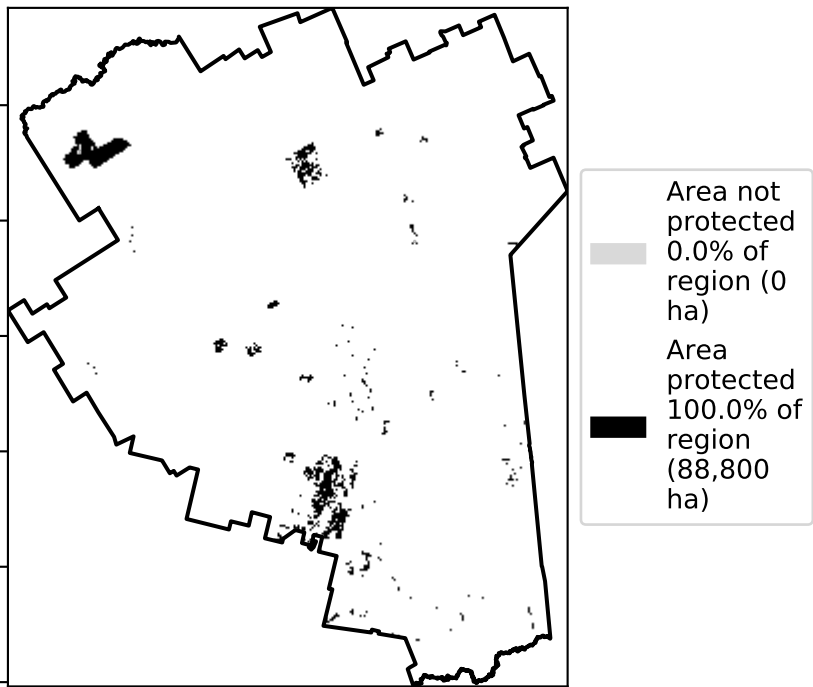 Area not
protected
0.0% of
region (0
ha)
Area
protected
100.0% of
region
(88,800
ha)